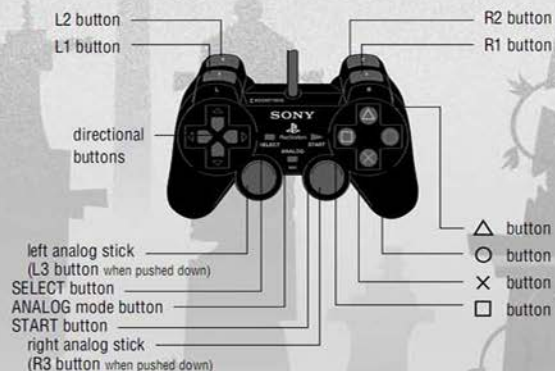 L2 button
L1 button
R2 button
R1 button
L
R
SONY
PlayStation
SELECT
START
ANALOG
directional
buttons
left analog stick
(L3 button when pushed down)
SELECT button
ANALOG mode button
START button
right analog stick
(R3 button when pushed down)
△ button
○ button
✕ button
□ button